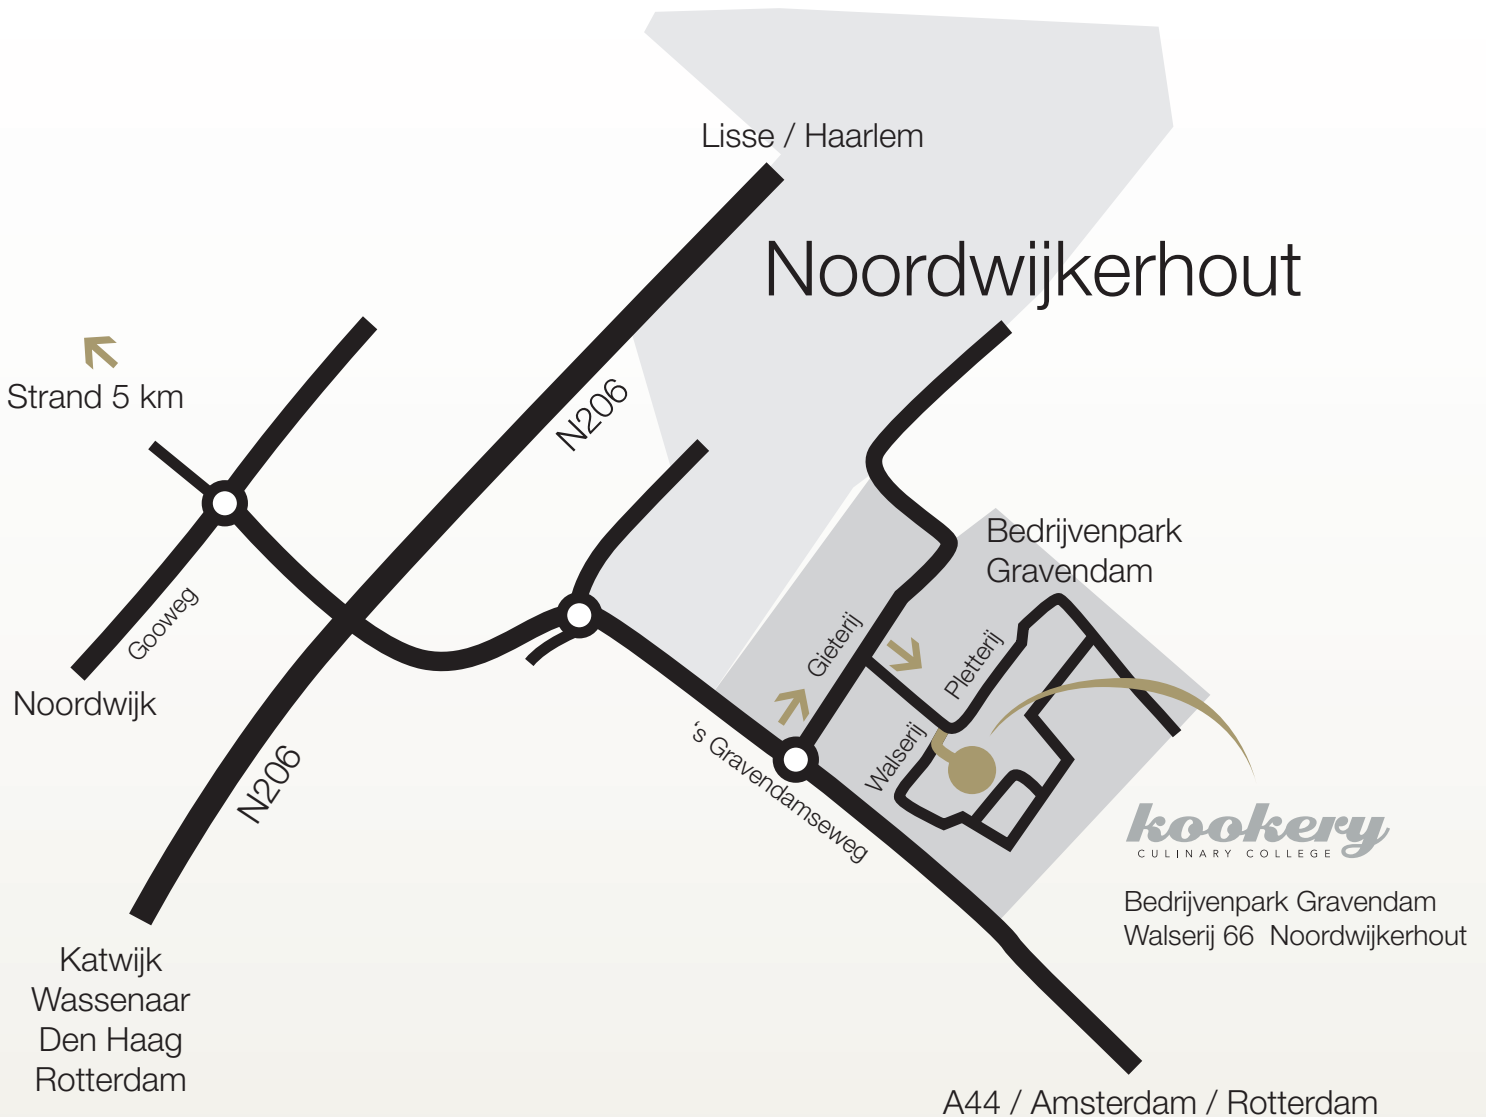 Lisse / Haarlem
Noordwijkerhout
Strand 5 km
N206
Bedrijvenpark
Gravendam
Gooweg
Gieterij
Pletterij
Noordwijk
's Gravendamseweg
Walserij
N206
kookery
CULINARY COLLEGE
Bedrijvenpark Gravendam
Walserij 66 Noordwijkerhout
Katwijk
Wassenaar
Den Haag
Rotterdam
A44 / Amsterdam / Rotterdam